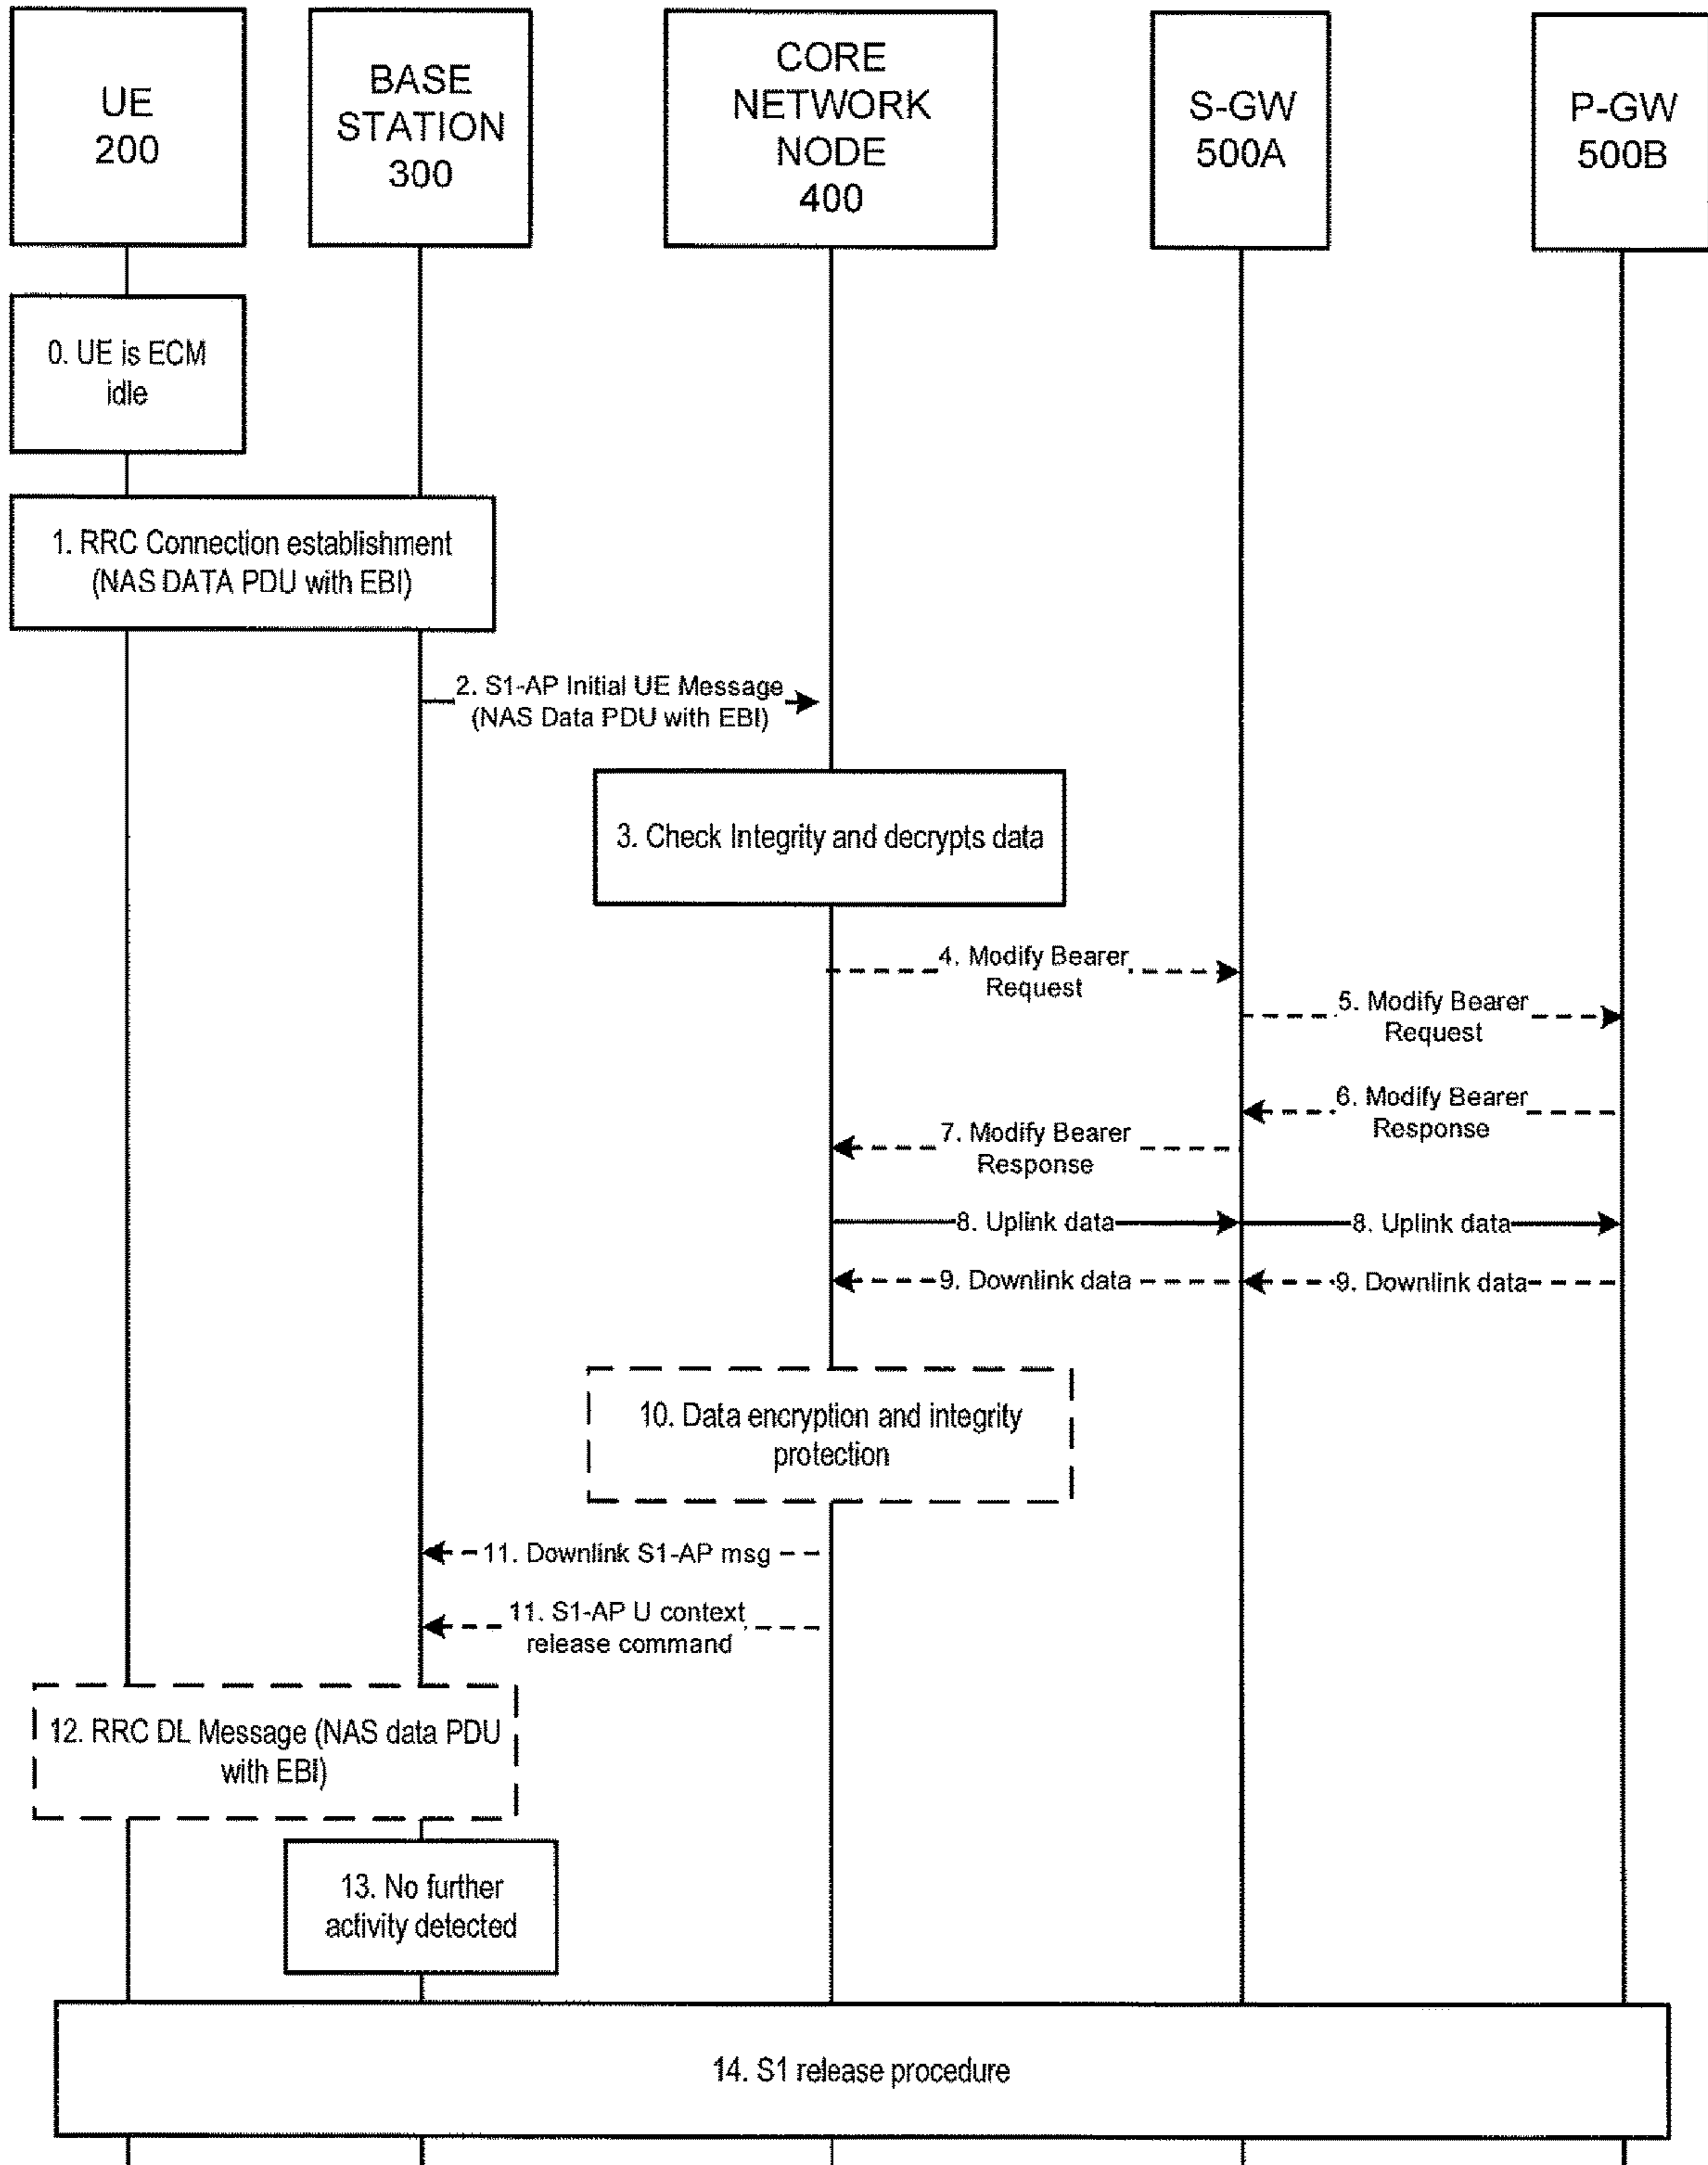 UE
200
BASE
STATION
300
CORE
NETWORK
NODE
400
S-GW
500A
P-GW
500B
0. UE is ECM
idle
1. RRC Connection establishment
(NAS DATA PDU with EBI)
2. S1-AP Initial UE Message
(NAS Data PDU with EBI)
3. Check Integrity and decrypts data
4. Modify Bearer
Request
5. Modify Bearer
Request
6. Modify Bearer
Response
7. Modify Bearer
Response
8. Uplink data
8. Uplink data
9. Downlink data
9. Downlink data
10. Data encryption and integrity
protection
11. Downlink S1-AP msg
11. S1-AP U context
release command
12. RRC DL Message (NAS data PDU
with EBI)
13. No further
activity detected
14. S1 release procedure